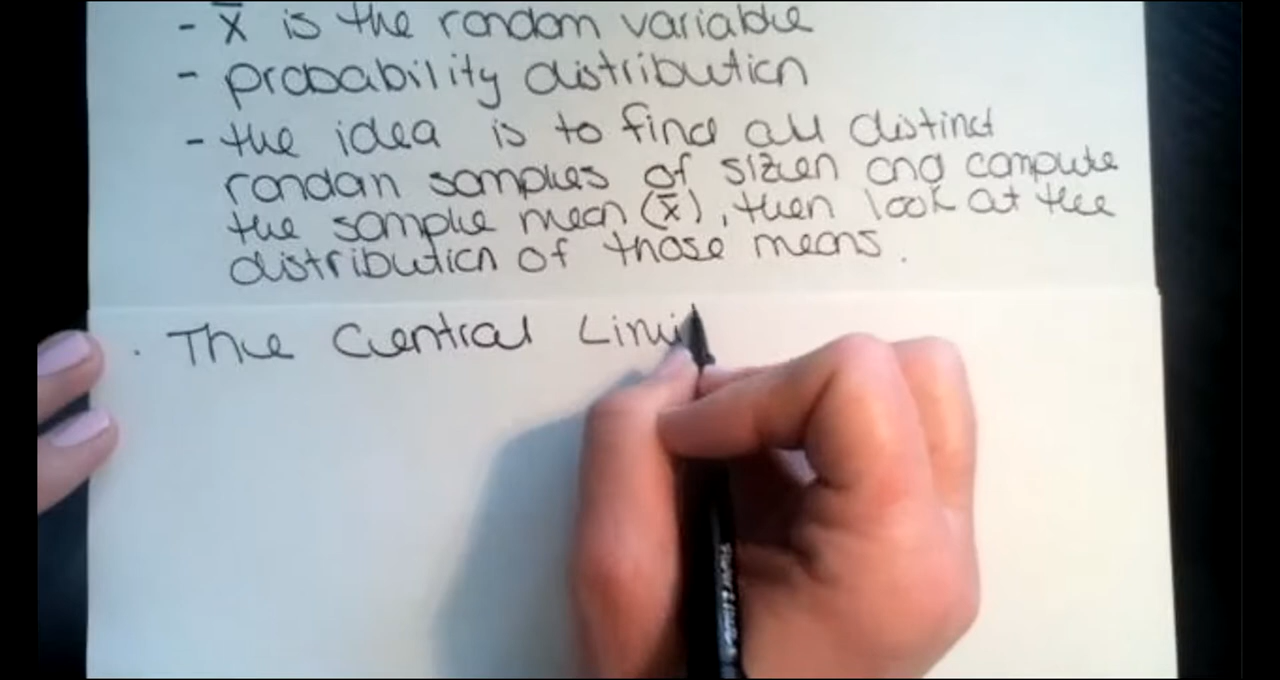 - x̄ is the random variable
- probability distribution
- the idea is to find all distinct
random samples of size n and compute
the sample mean (x̄), then look at the
distribution of those means.
· The Central Limi